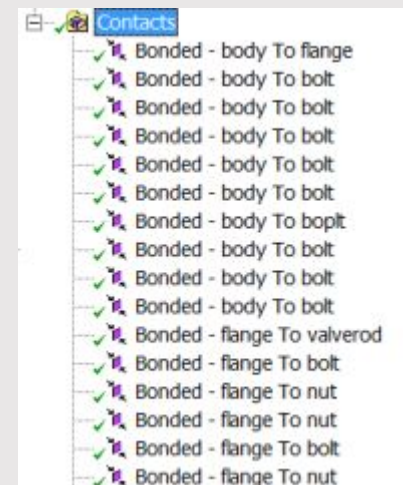 Contacts
Bonded - body To flange
Bonded - body To bolt
Bonded - body To bolt
Bonded - body To bolt
Bonded - body To bolt
Bonded - body To bolt
Bonded - body To boplt
Bonded - body To bolt
Bonded - body To bolt
Bonded - body To bolt
Bonded - flange To valverod
Bonded - flange To bolt
Bonded - flange To nut
Bonded - flange To nut
Bonded - flange To bolt
Bonded - flange To nut